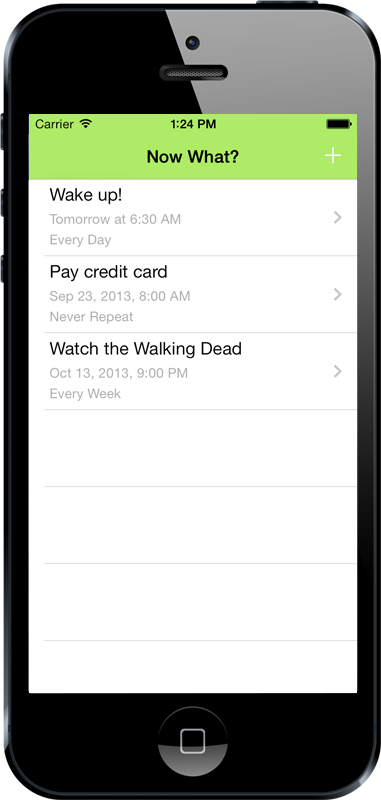 Carrier 1:24 PM
Now What? +
Wake up!
Tomorrow at 6:30 AM
Every Day
Pay credit card
Sep 23, 2013, 8:00 AM
Never Repeat
Watch the Walking Dead
Oct 13, 2013, 9:00 PM
Every Week